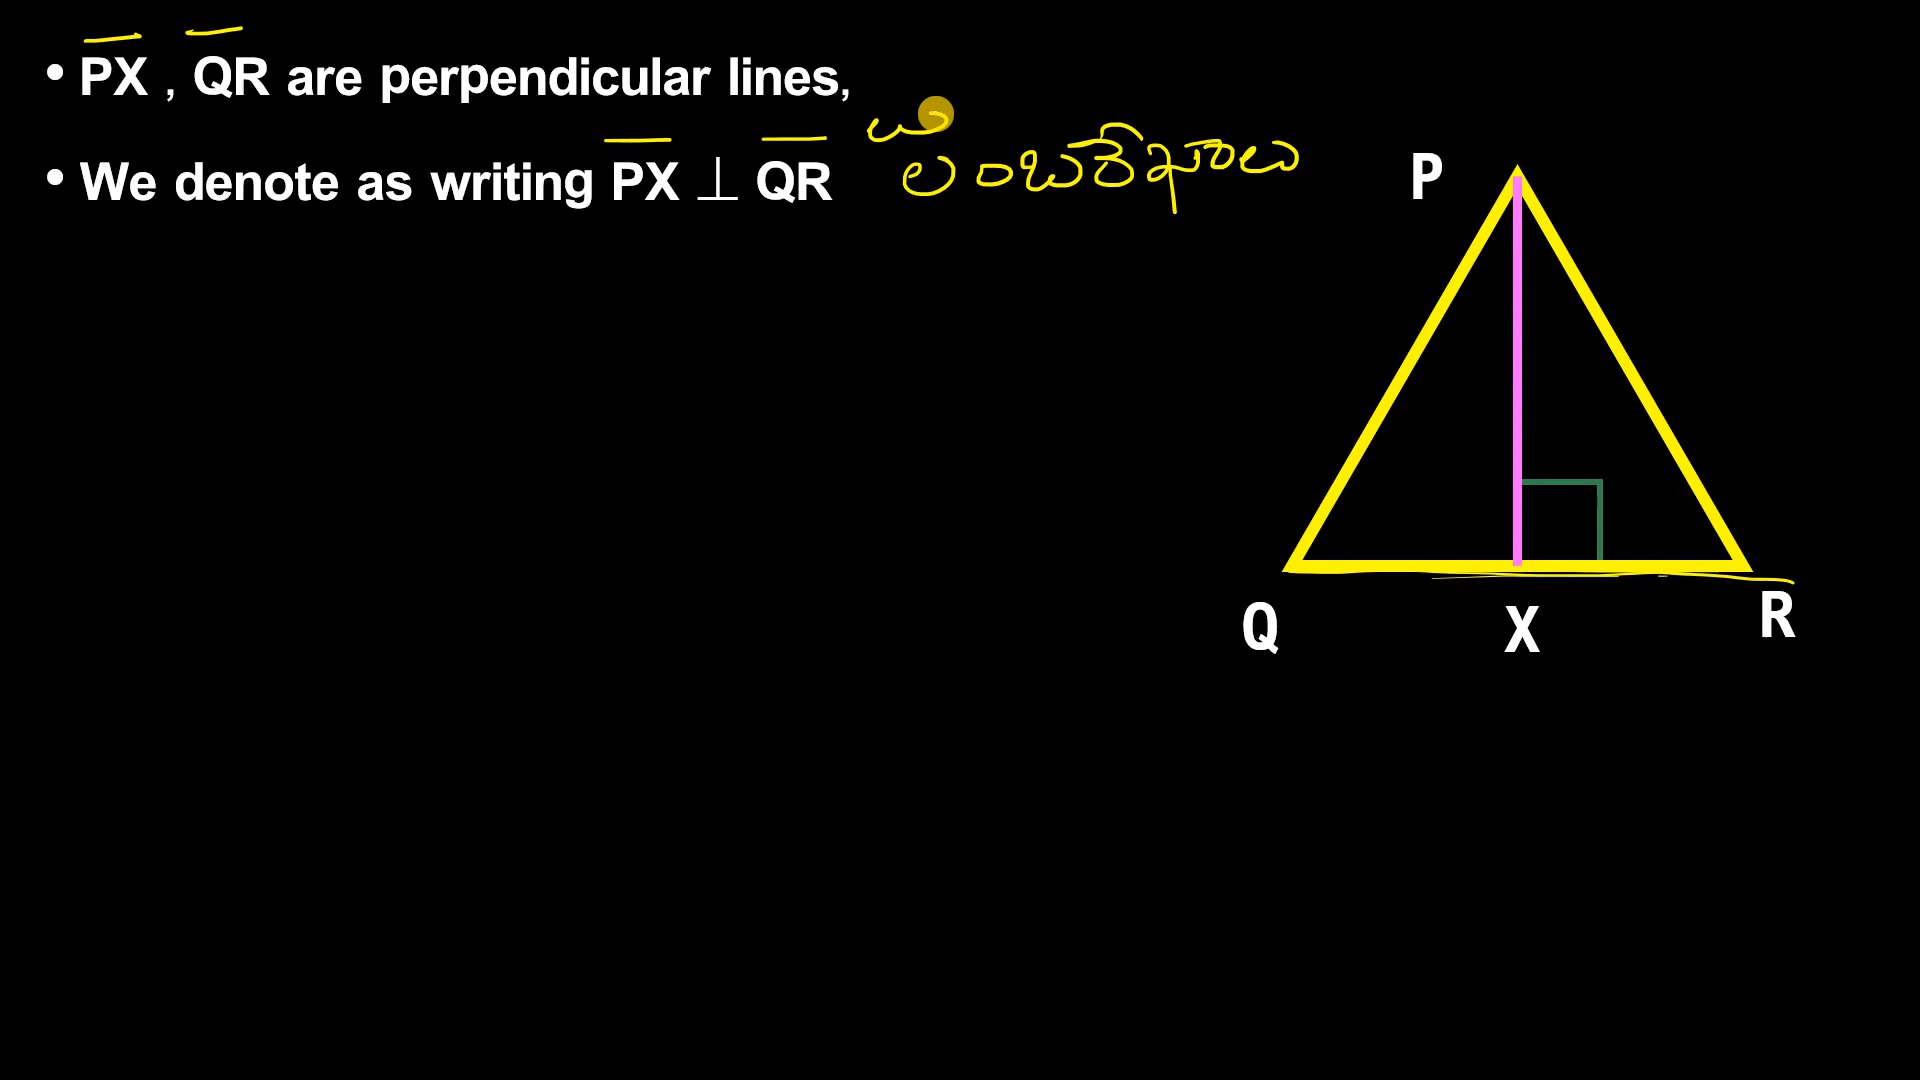 • PX , QR are perpendicular lines,
• We denote as writing PX ⊥ QR
లంబరేఖలు
P
Q
X
R